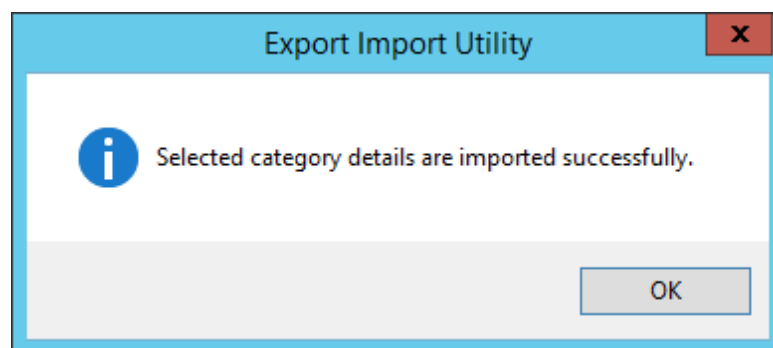 Export Import Utility
x
Selected category details are imported successfully.
OK